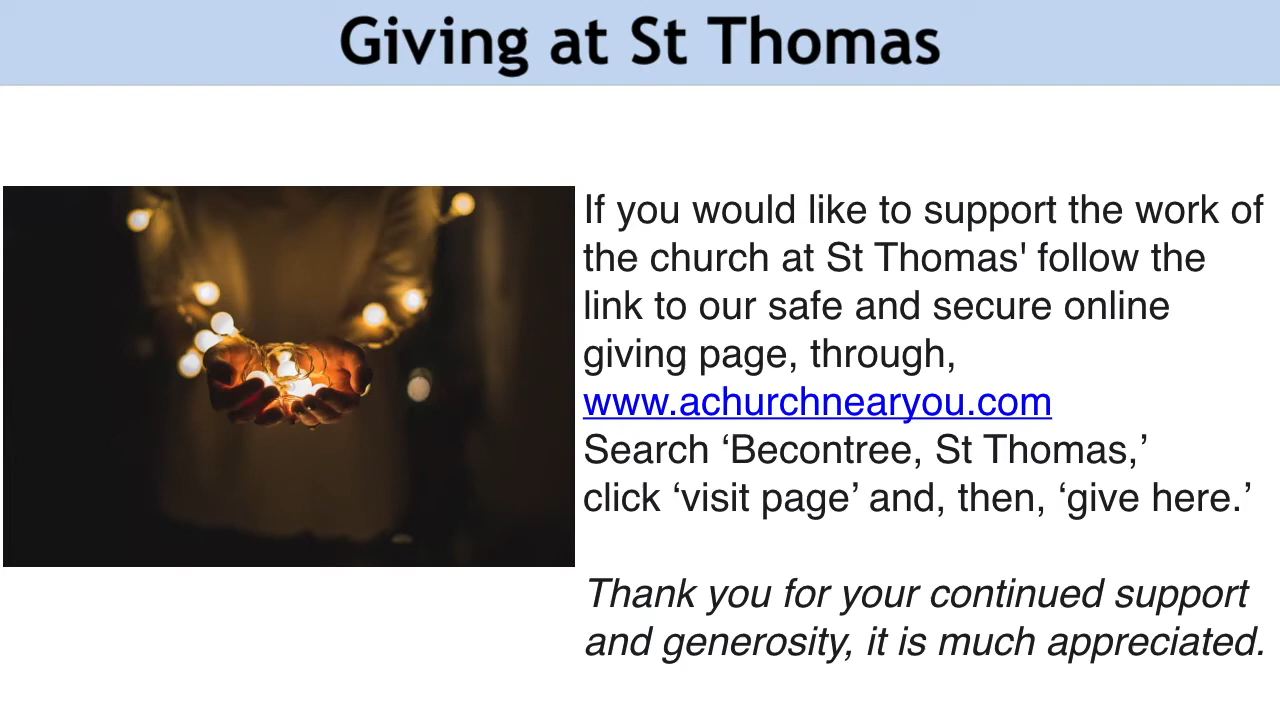 Giving at St Thomas
If you would like to support the work of
the church at St Thomas' follow the
link to our safe and secure online
giving page, through,
www.achurchnearyou.com
Search ‘Becontree, St Thomas,’
click ‘visit page’ and, then, ‘give here.’
Thank you for your continued support
and generosity, it is much appreciated.